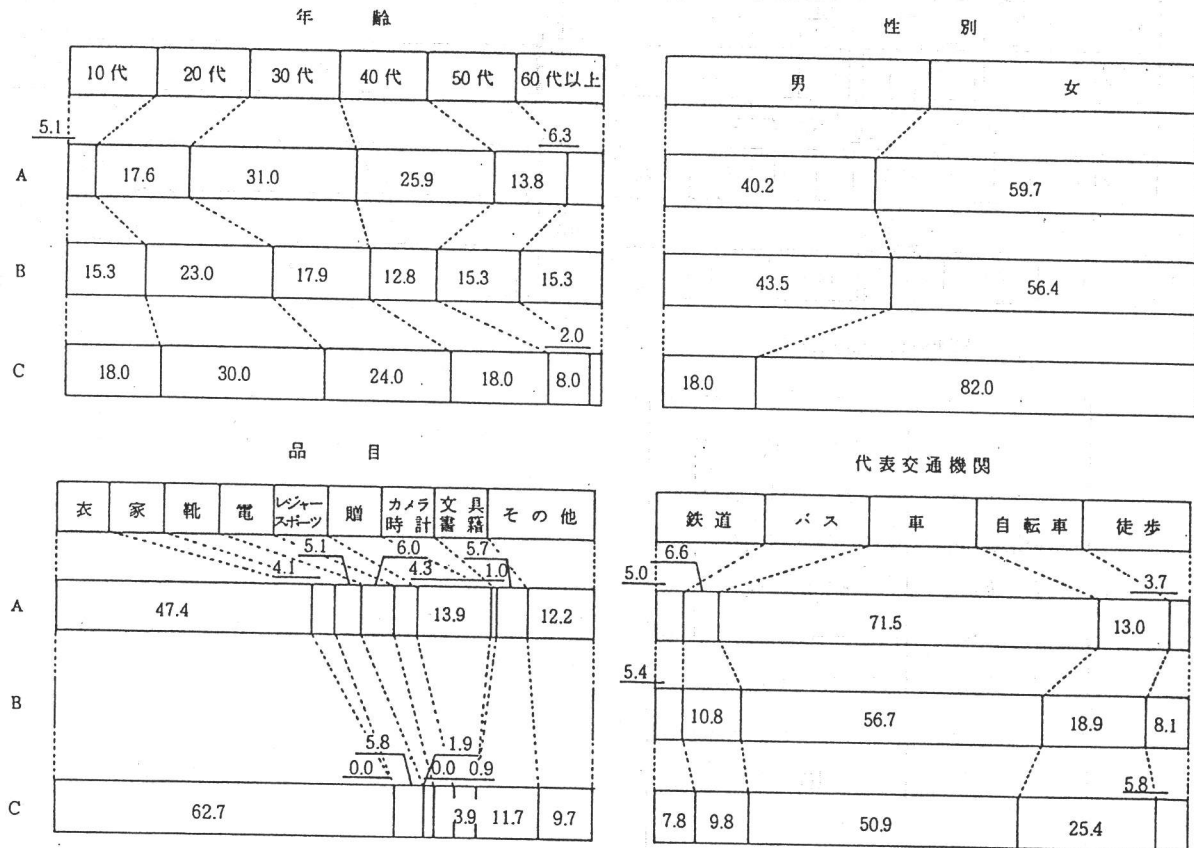 年 齢
10代 20代 30代 40代 50代 60代以上
5.1 6.3
A 17.6 31.0 25.9 13.8
B 15.3 23.0 17.9 12.8 15.3 15.3
2.0
C 18.0 30.0 24.0 18.0 8.0
性 別
男 女
40.2 59.7
43.5 56.4
18.0 82.0
品 目
衣 家 靴 電 レジャースポーツ 贈 カメラ時計 文具書籍 その他
5.1 6.0 5.7
4.1 4.3 1.0
A 47.4 13.9 12.2
B
5.8 1.9
0.0 0.0 0.9
C 62.7 3.9 11.7 9.7
代表交通機関
鉄道 バス 車 自転車 徒歩
6.6
5.0 3.7
71.5 13.0
5.4
10.8 56.7 18.9 8.1
5.8
7.8 9.8 50.9 25.4